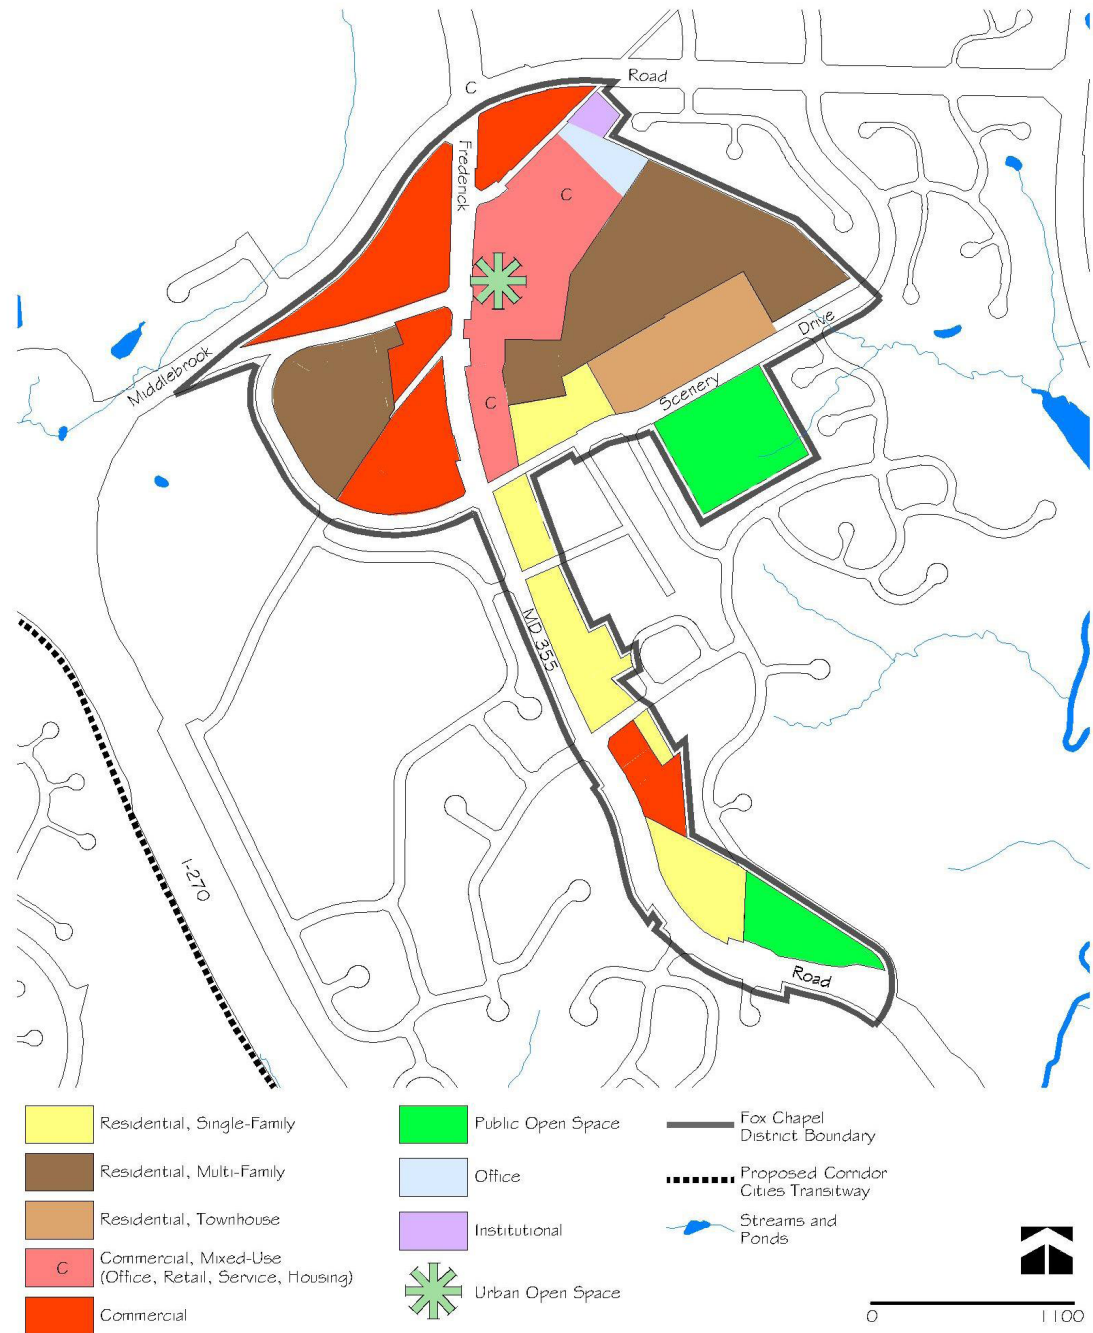 Road
C
Frederick
C
Middlebrook
Drive
Scenery
C
MD 355
I-270
Road
Residential, Single-Family
Residential, Multi-Family
Residential, Townhouse
C
Commercial, Mixed-Use
(Office, Retail, Service, Housing)
Commercial
Public Open Space
Office
Institutional
Urban Open Space
Fox Chapel
District Boundary
Proposed Corridor
Cities Transitway
Streams and
Ponds
0 1100